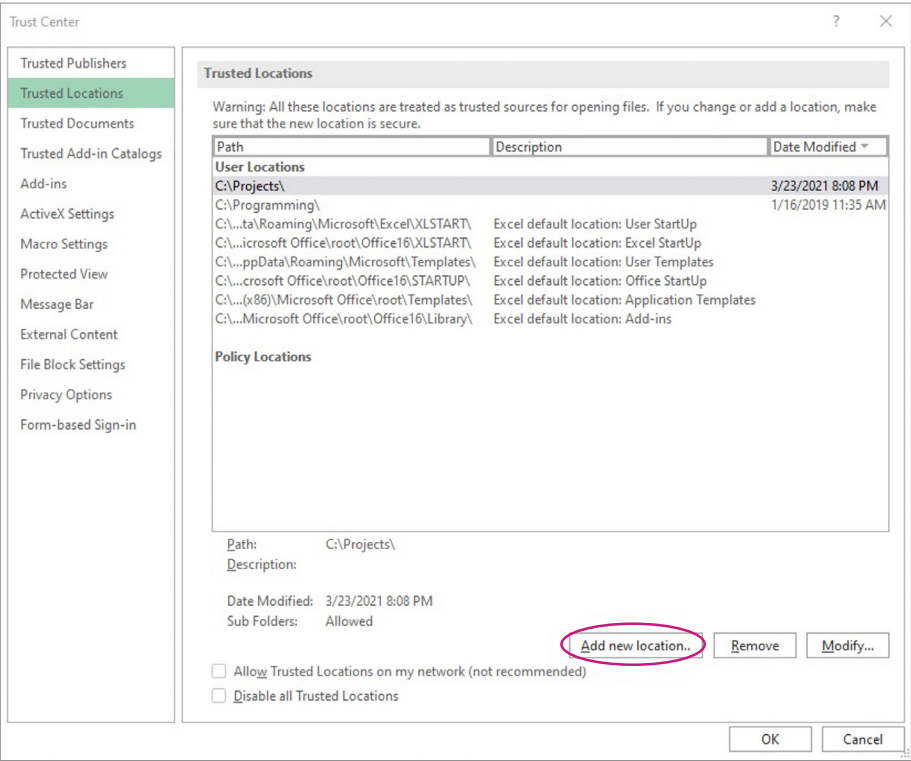 Trust Center
?
Trusted Publishers
Trusted Locations
Trusted Documents
Trusted Add-in Catalogs
Add-ins
ActiveX Settings
Macro Settings
Protected View
Message Bar
External Content
File Block Settings
Privacy Options
Form-based Sign-in
Trusted Locations
Warning: All these locations are treated as trusted sources for opening files. If you change or add a location, make
sure that the new location is secure.
Path Description Date Modified
User Locations
C:\Projects\ 3/23/2021 8:08 PM
C:\Programming\ 1/16/2019 11:35 AM
C:\...ta\Roaming\Microsoft\Excel\XLSTART\ Excel default location: User StartUp
C:\...icrosoft Office\root\Office16\XLSTART\ Excel default location: Excel StartUp
C:\...ppData\Roaming\Microsoft\Templates\ Excel default location: User Templates
C:\...crosoft Office\root\Office16\STARTUP\ Excel default location: Office StartUp
C:\...(x86)\Microsoft Office\root\Templates\ Excel default location: Application Templates
C:\...Microsoft Office\root\Office16\Library\ Excel default location: Add-ins
Policy Locations
Path: C:\Projects\
Description:
Date Modified: 3/23/2021 8:08 PM
Sub Folders: Allowed
Add new location.. Remove Modify...
Allow Trusted Locations on my network (not recommended)
Disable all Trusted Locations
OK Cancel